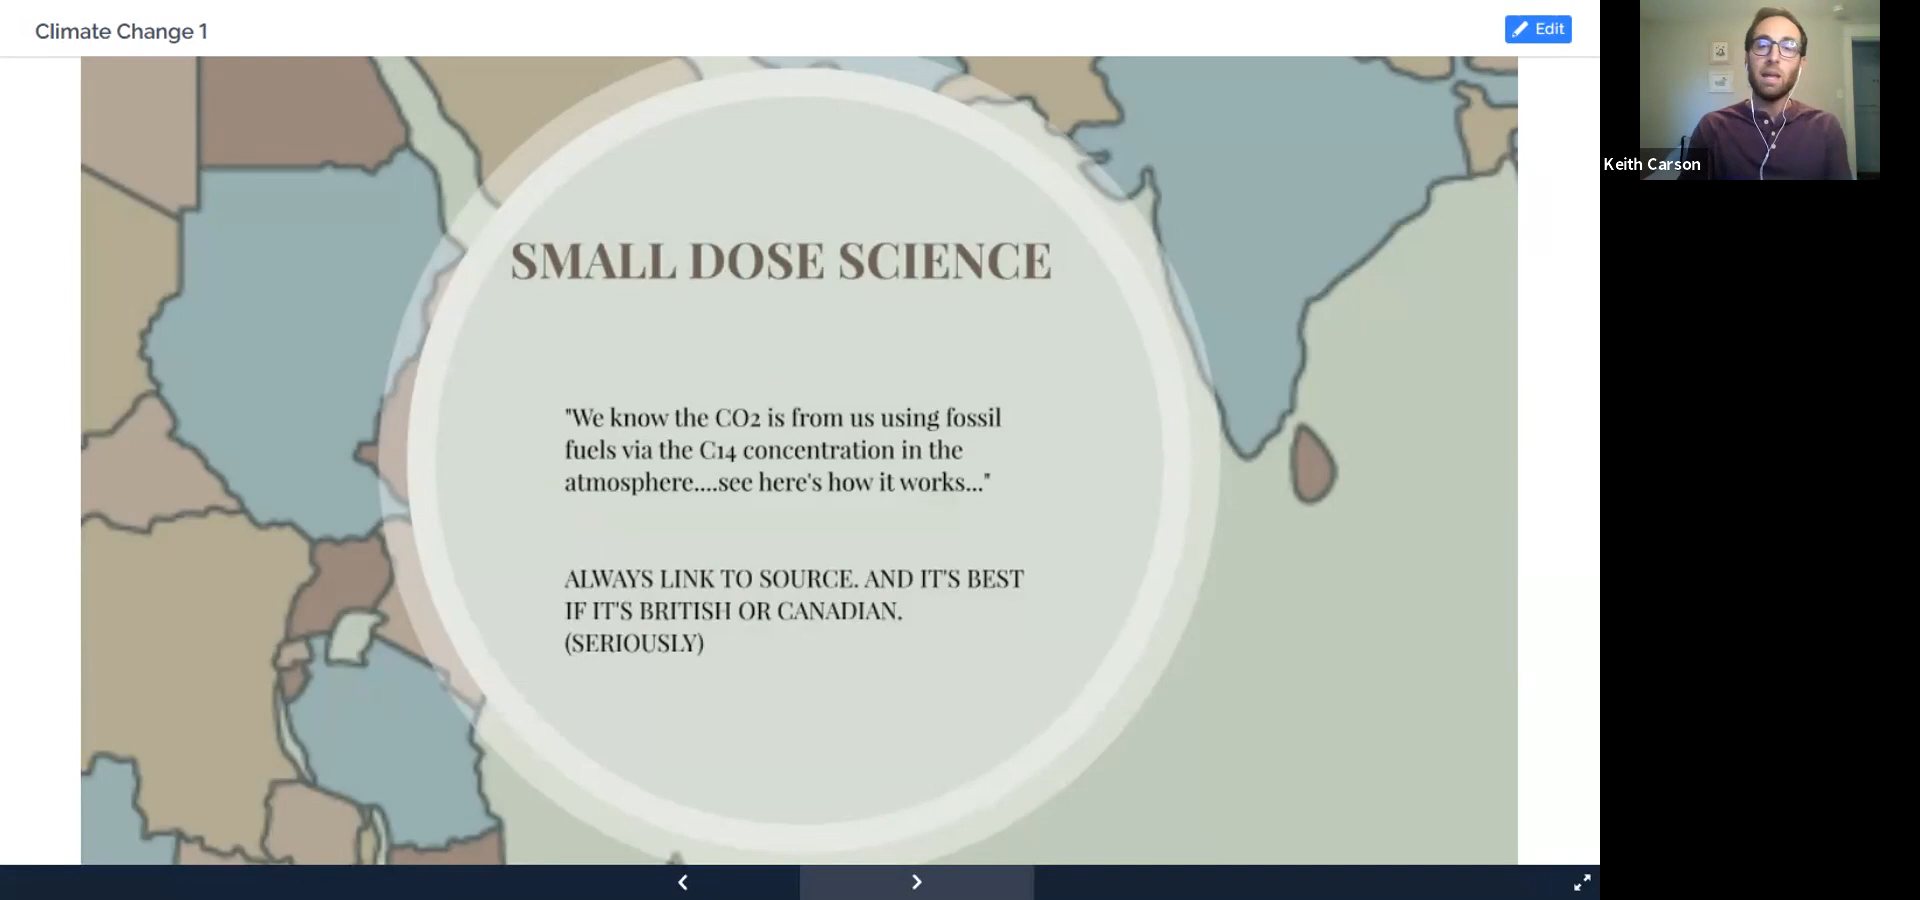 Climate Change 1
Edit
Keith Carson
SMALL DOSE SCIENCE
"We know the CO2 is from us using fossil
fuels via the C14 concentration in the
atmosphere....see here's how it works..."
ALWAYS LINK TO SOURCE. AND IT'S BEST
IF IT'S BRITISH OR CANADIAN.
(SERIOUSLY)